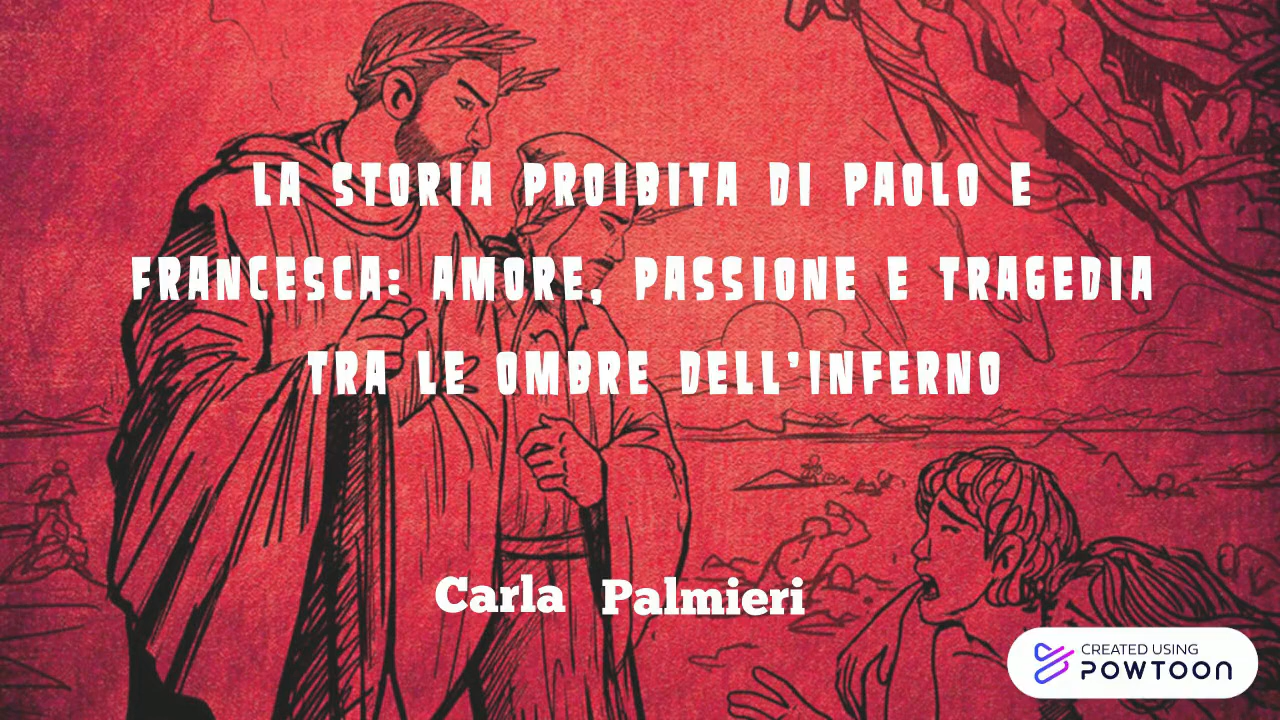 LA STORIA PROIBITA DI PAOLO E
FRANCESCA: AMORE, PASSIONE E TRAGEDIA
TRA LE OMBRE DELL'INFERNO
Carla Palmieri
CREATED USING
POWTOON